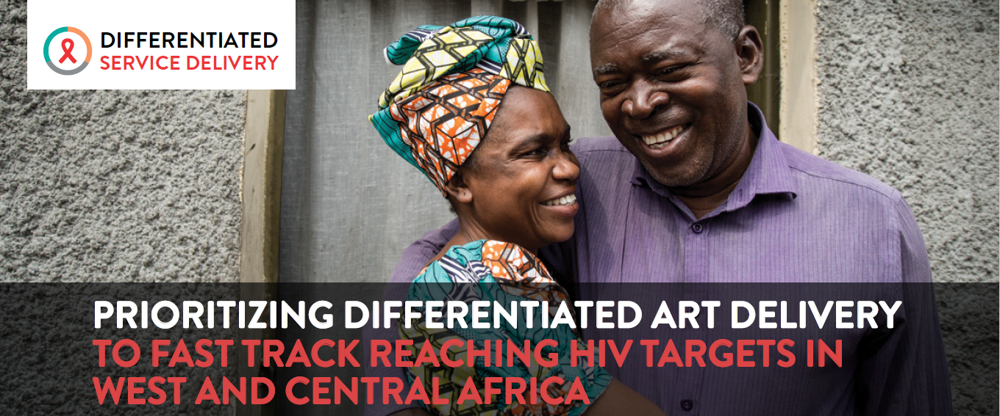 DIFFERENTIATED
SERVICE DELIVERY
PRIORITIZING DIFFERENTIATED ART DELIVERY
TO FAST TRACK REACHING HIV TARGETS IN
WEST AND CENTRAL AFRICA